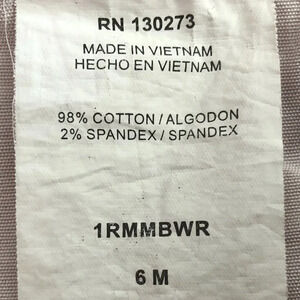 RN 130273
MADE IN VIETNAM
HECHO EN VIETNAM
98% COTTON / ALGODON
2% SPANDEX / SPANDEX
1RMMBWR
6 M